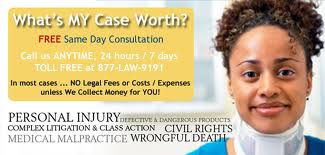 What's MY Case Worth?
FREE Same Day Consultation
Call us ANYTIME, 24 hours / 7 days
TOLL FREE at 877-LAW-9191
In most cases ... NO Legal Fees or Costs / Expenses
unless We Collect Money for YOU!
PERSONAL INJURY DEFECTIVE & DANGEROUS PRODUCTS
COMPLEX LITIGATION & CLASS ACTION CIVIL RIGHTS
MEDICAL MALPRACTICE WRONGFUL DEATH